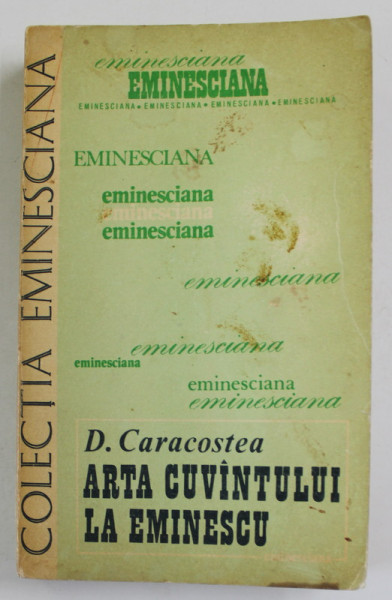 COLECȚIA EMINESCIANA
eminesciana
EMINESCIANA
EMINESCIANA • EMINESCIANA • EMINESCIANA • EMINESCIANA
EMINESCIANA
eminesciana
eminesciana
eminesciana
eminesciana
eminesciana
eminesciana
eminesciana
eminesciana
D. Caracostea
ARTA CUVÎNTULUI
LA EMINESCU